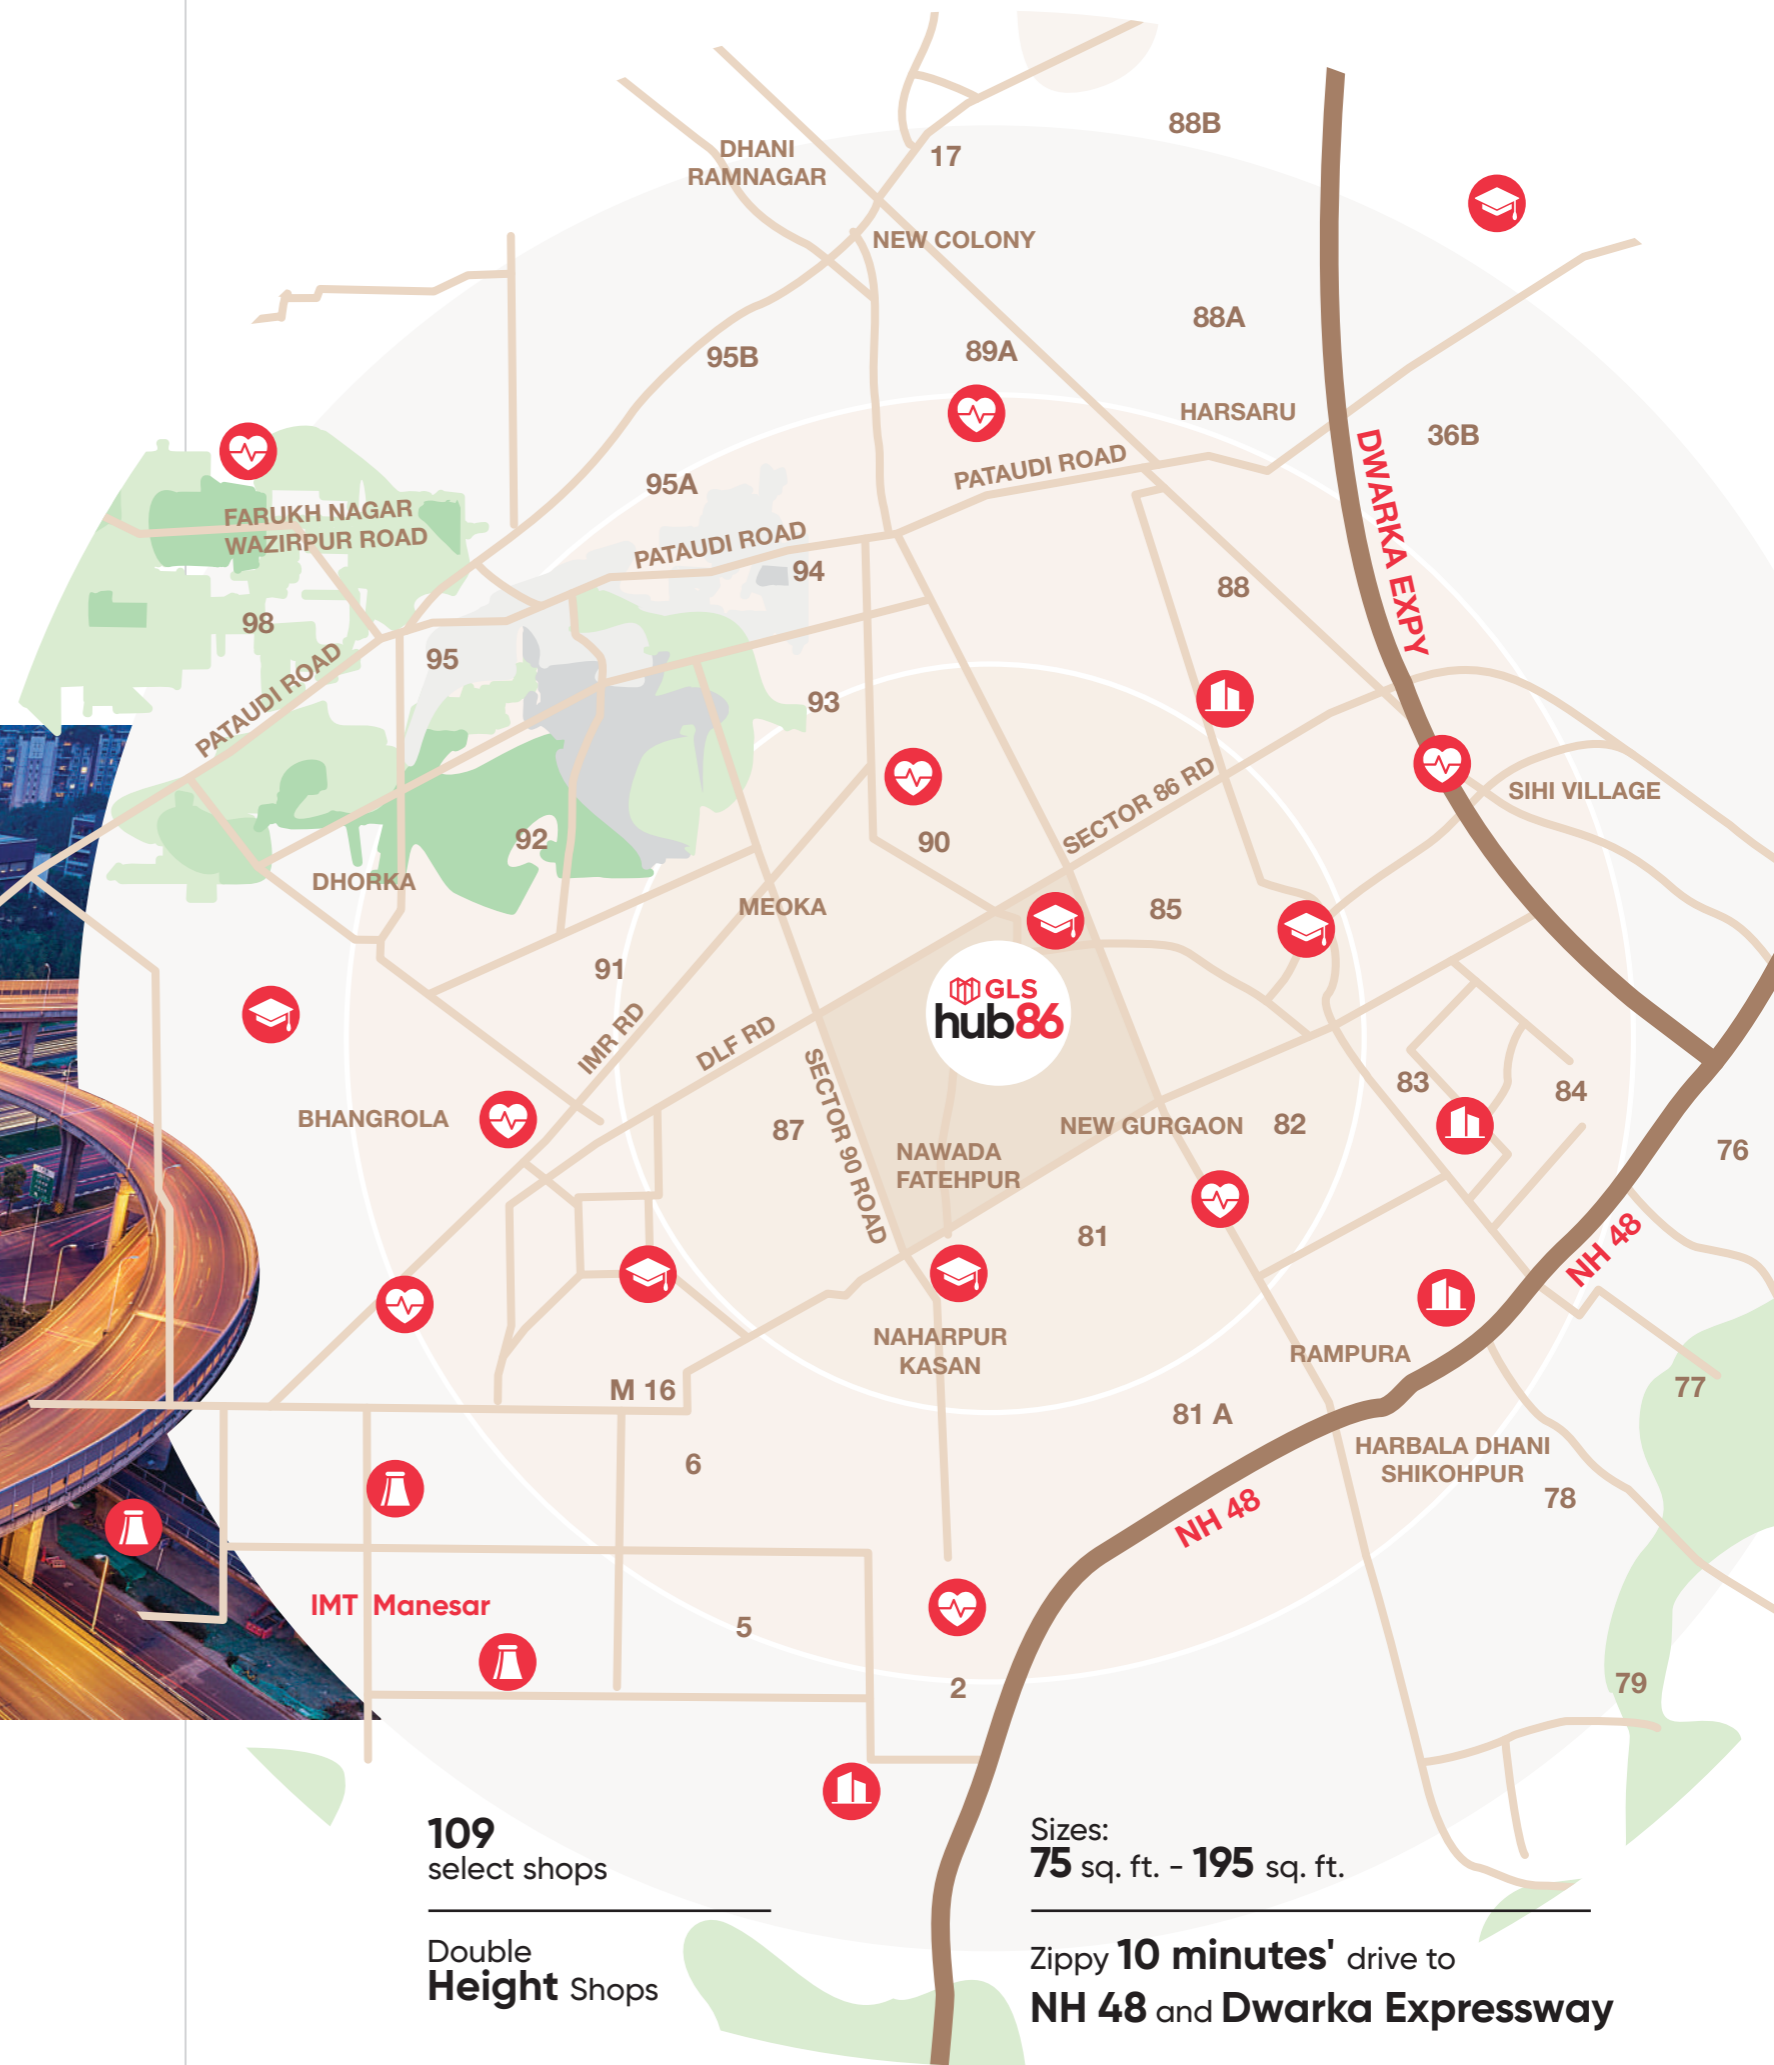 88B
DHANI
RAMNAGAR
17
NEW COLONY
88A
95B
89A
HARSARU
36B
DWARKA EXPY
PATAUDI ROAD
95A
FARUKH NAGAR
WAZIRPUR ROAD
PATAUDI ROAD
94
88
98
95
PATAUDI ROAD
93
SECTOR 86 RD
SIHI VILLAGE
92
90
DHORKA
MEOKA
85
91
GLS
hub86
IMR RD
DLF RD
SECTOR 90 ROAD
83
84
BHANGROLA
87
NEW GURGAON
82
NAWADA
FATEHPUR
76
81
NH 48
NAHARPUR
KASAN
RAMPURA
M 16
77
81 A
HARBALA DHANI
SHIKOHPUR
6
78
NH 48
IMT Manesar
5
2
79
109
select shops
Double
Height Shops
Sizes:
75 sq. ft. - 195 sq. ft.
Zippy 10 minutes' drive to
NH 48 and Dwarka Expressway